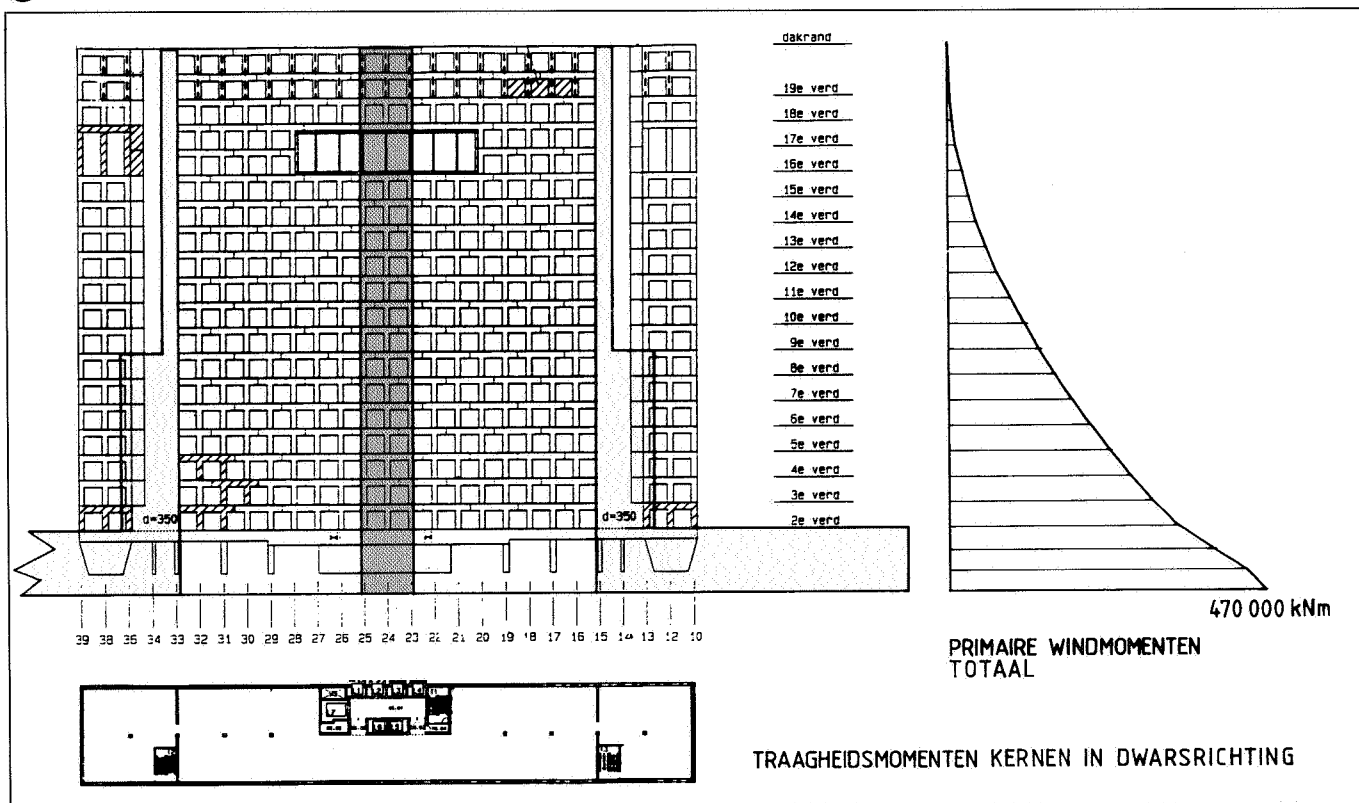 dakrand
19e verd
18e verd
17e verd
16e verd
15e verd
14e verd
13e verd
12e verd
11e verd
10e verd
9e verd
8e verd
7e verd
6e verd
5e verd
4e verd
3e verd
2e verd
d=350
d=350
39 38 35 34 33 32 31 30 29 28 27 26 25 24 23 22 21 20 19 18 17 16 15 14 13 12 10
470 000 kNm
PRIMAIRE WINDMOMENTEN
TOTAAL
TRAAGHEIDSMOMENTEN KERNEN IN DWARSRICHTING